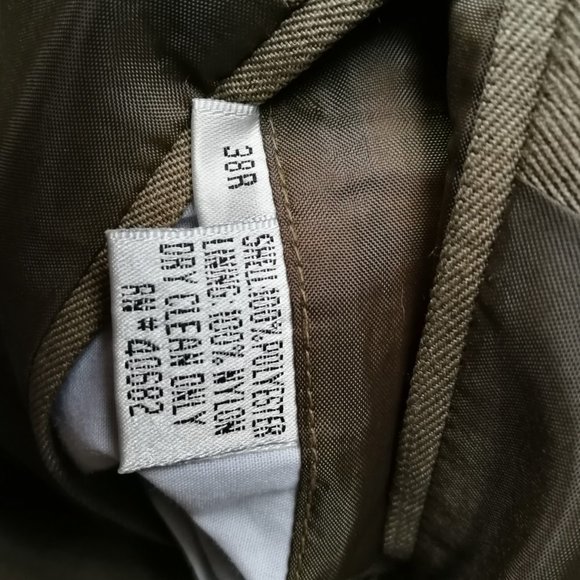 38R
SHELL 100% POLYESTER
LINING 100% NYLON
DRY CLEAN ONLY
RN# 40682